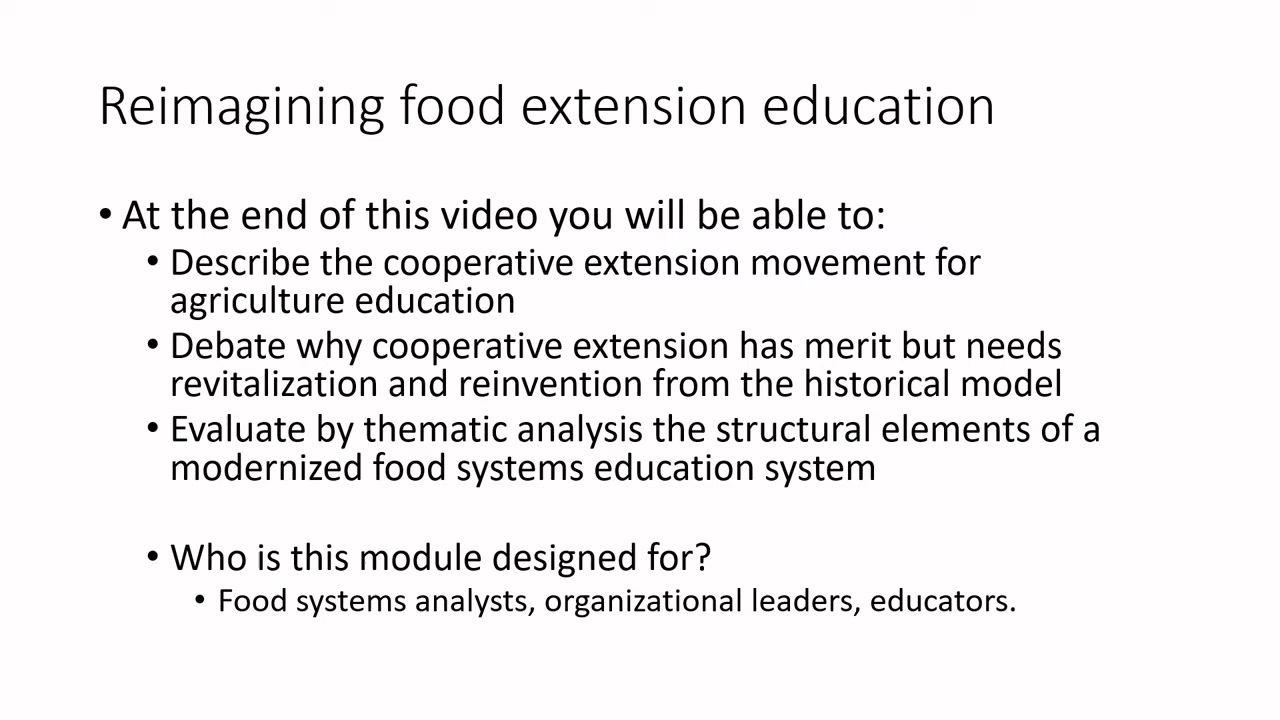 Reimagining food extension education
• At the end of this video you will be able to:
• Describe the cooperative extension movement for
agriculture education
• Debate why cooperative extension has merit but needs
revitalization and reinvention from the historical model
• Evaluate by thematic analysis the structural elements of a
modernized food systems education system
• Who is this module designed for?
• Food systems analysts, organizational leaders, educators.